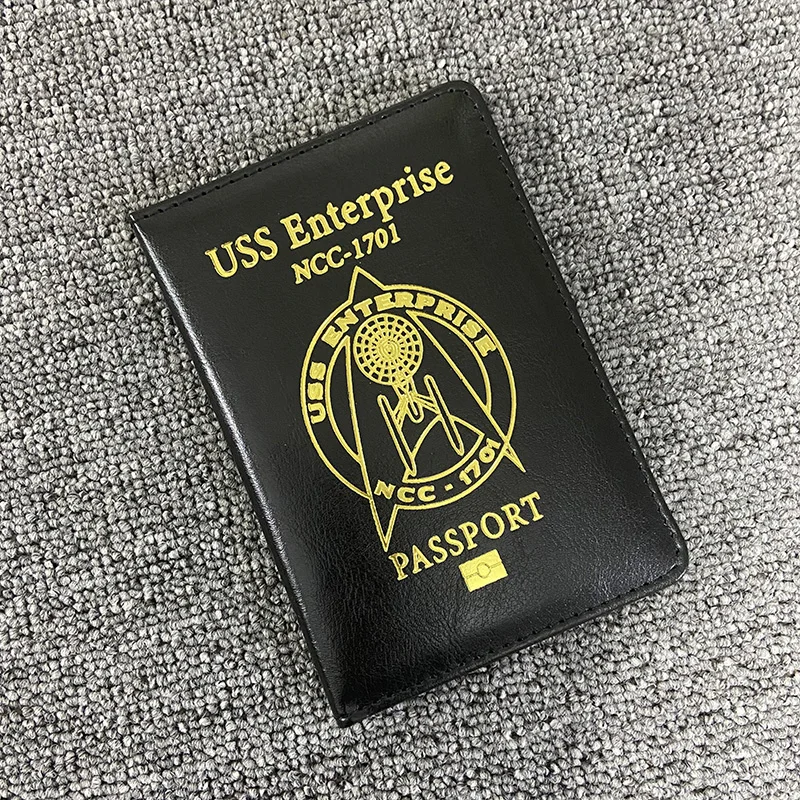 USS Enterprise
NCC-1701
USS ENTERPRISE
NCC - 1701
PASSPORT